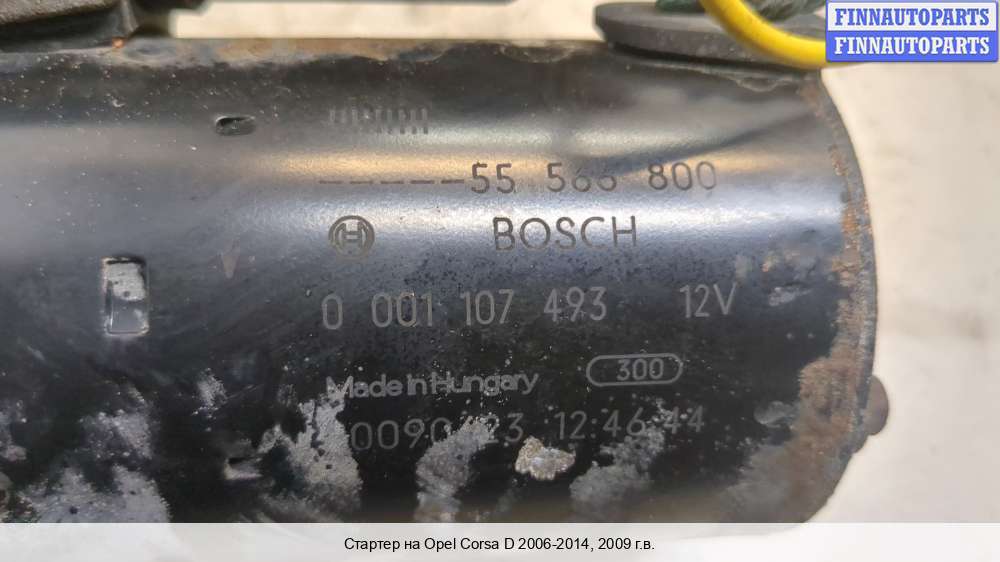 FINNAUTOPARTS
FINNAUTOPARTS
------55 566 800
BOSCH
0 001 107 493 12V
Made in Hungary 300
12:46:44
Стартер на Opel Corsa D 2006-2014, 2009 г.в.